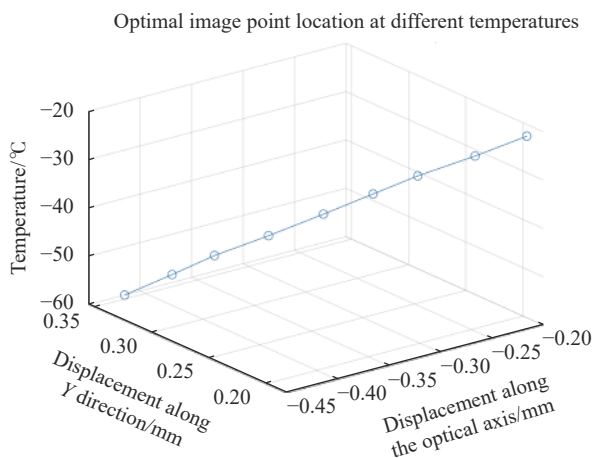 Optimal image point location at different temperatures
−20
−30
−40
−50
−60
Temperature/℃
0.35
0.30
0.25
0.20
Displacement along
Y direction/mm
−0.45
−0.40
−0.35
−0.30
−0.25
−0.20
Displacement along
the optical axis/mm